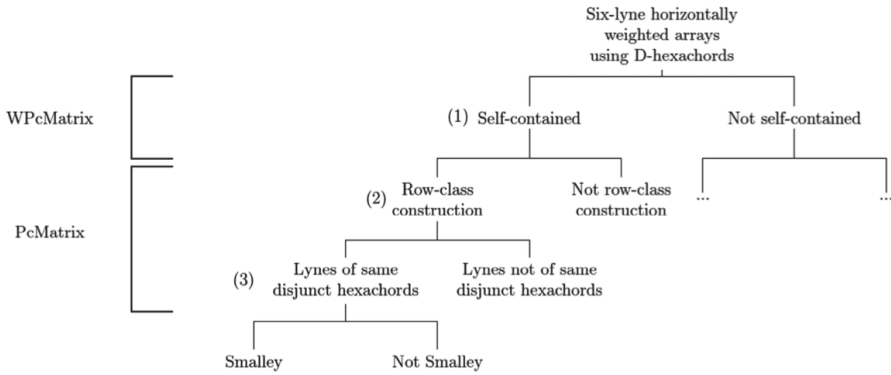 Six-lyne horizontally
weighted arrays
using D-hexachords
WPcMatrix
(1) Self-contained
Not self-contained
(2) Row-class
construction
Not row-class
construction
...
...
PcMatrix
(3) Lynes of same
disjunct hexachords
Lynes not of same
disjunct hexachords
Smalley
Not Smalley